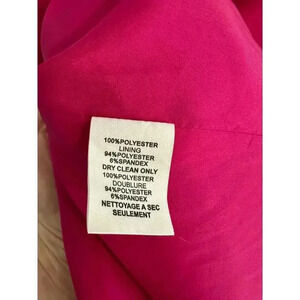 100%POLYESTER
LINING
94%POLYESTER
6%SPANDEX
DRY CLEAN ONLY
100%POLYESTER
DOUBLURE
94%POLYESTER
6%SPANDEX
NETTOYAGE A SEC
SEULEMENT